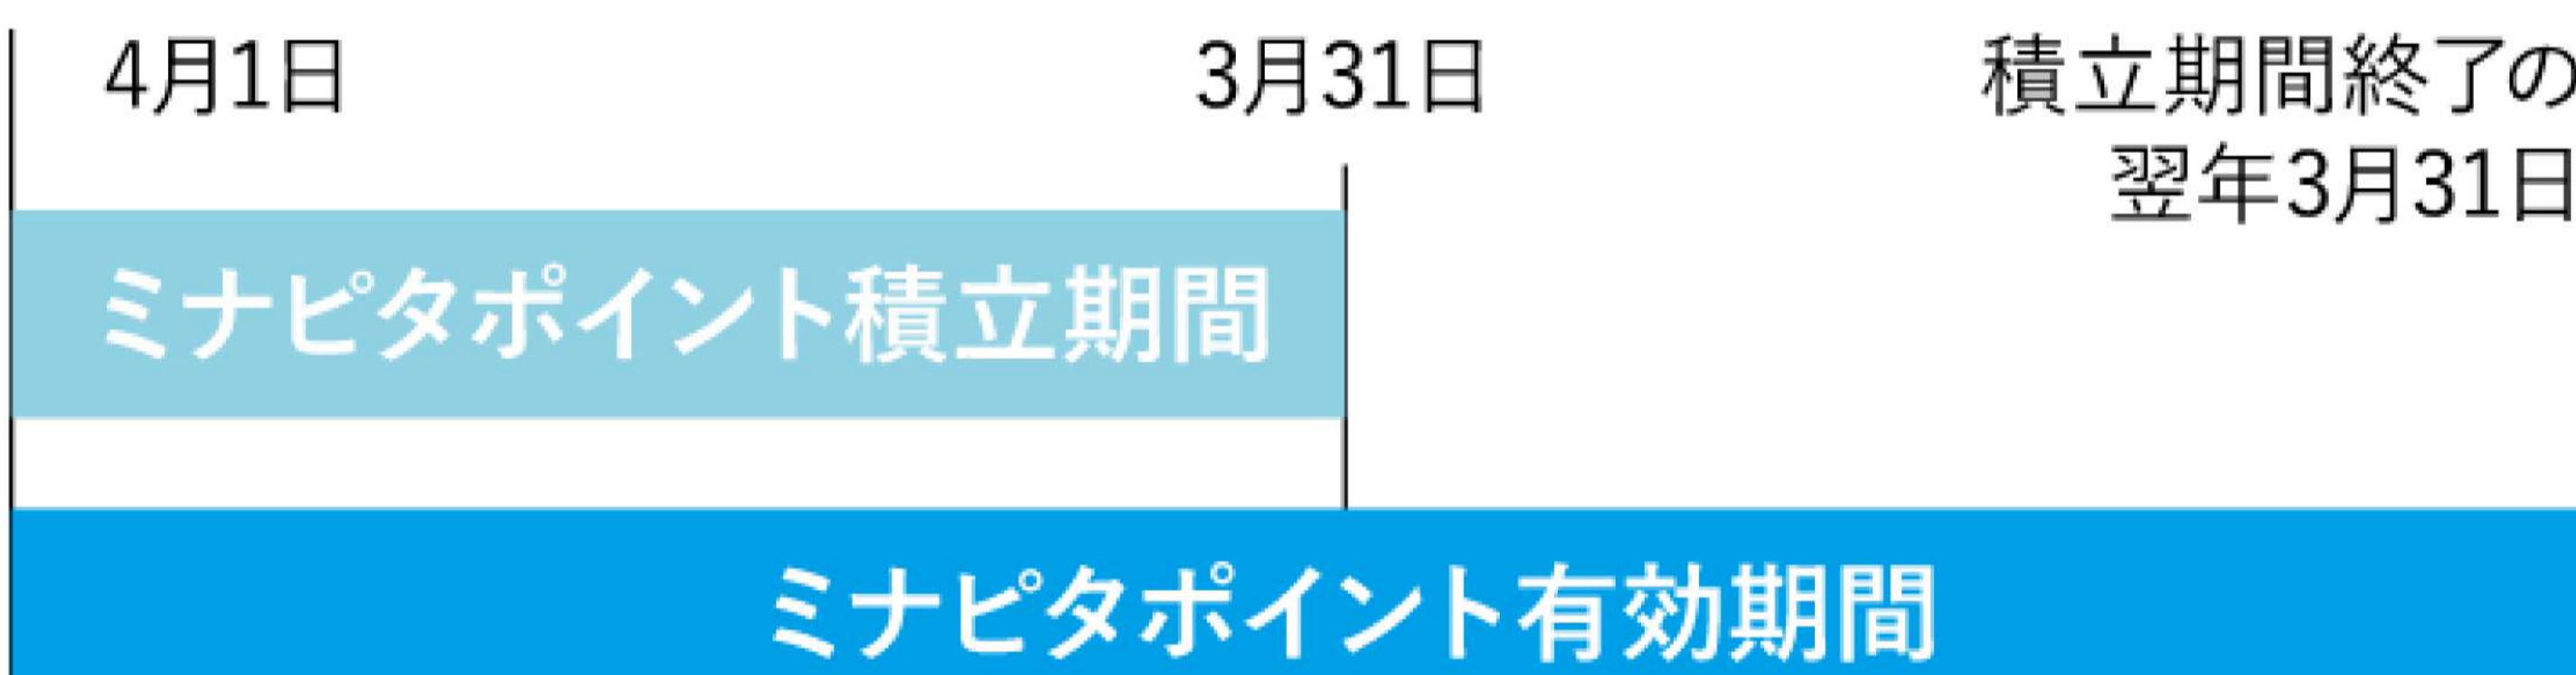 4月1日
3月31日
積立期間終了の
翌年3月31日
ミナピタポイント積立期間
ミナピタポイント有効期間